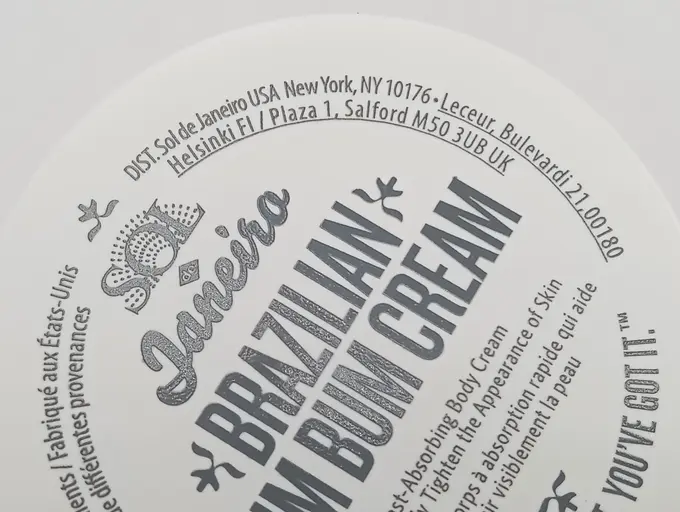 DIST. Sol de Janeiro USA New York, NY 10176 • Leceur, Bulevardi 21.00180
Helsinki FI / Plaza 1, Salford M50 3UB UK
SOL
de
Janeiro
BRAZILIAN
BUM CREAM
-Absorbing Body Cream
Tighten the Appearance of Skin
à absorption rapide qui aide
visiblement la peau
YOU'VE GOT IT.™
/ Fabriqué aux États-Unis
différentes provenances